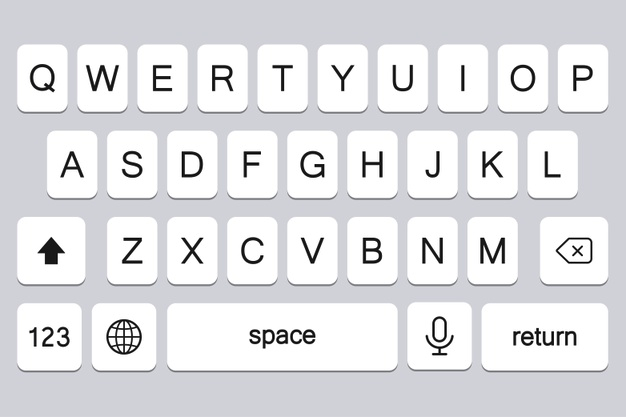 Q W E R T Y U I O P
A S D F G H J K L
Z X C V B N M
123 space return